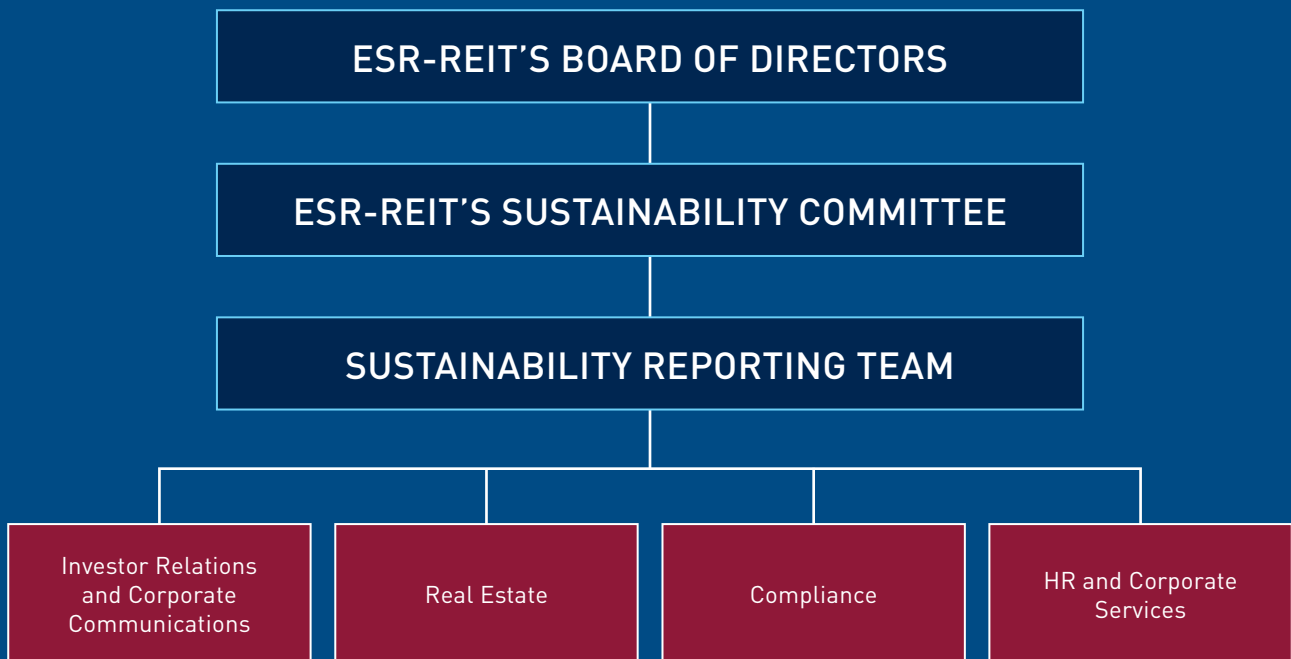 ESR-REIT’S BOARD OF DIRECTORS
ESR-REIT’S SUSTAINABILITY COMMITTEE
SUSTAINABILITY REPORTING TEAM
Investor Relations
and Corporate
Communications
Real Estate
Compliance
HR and Corporate
Services